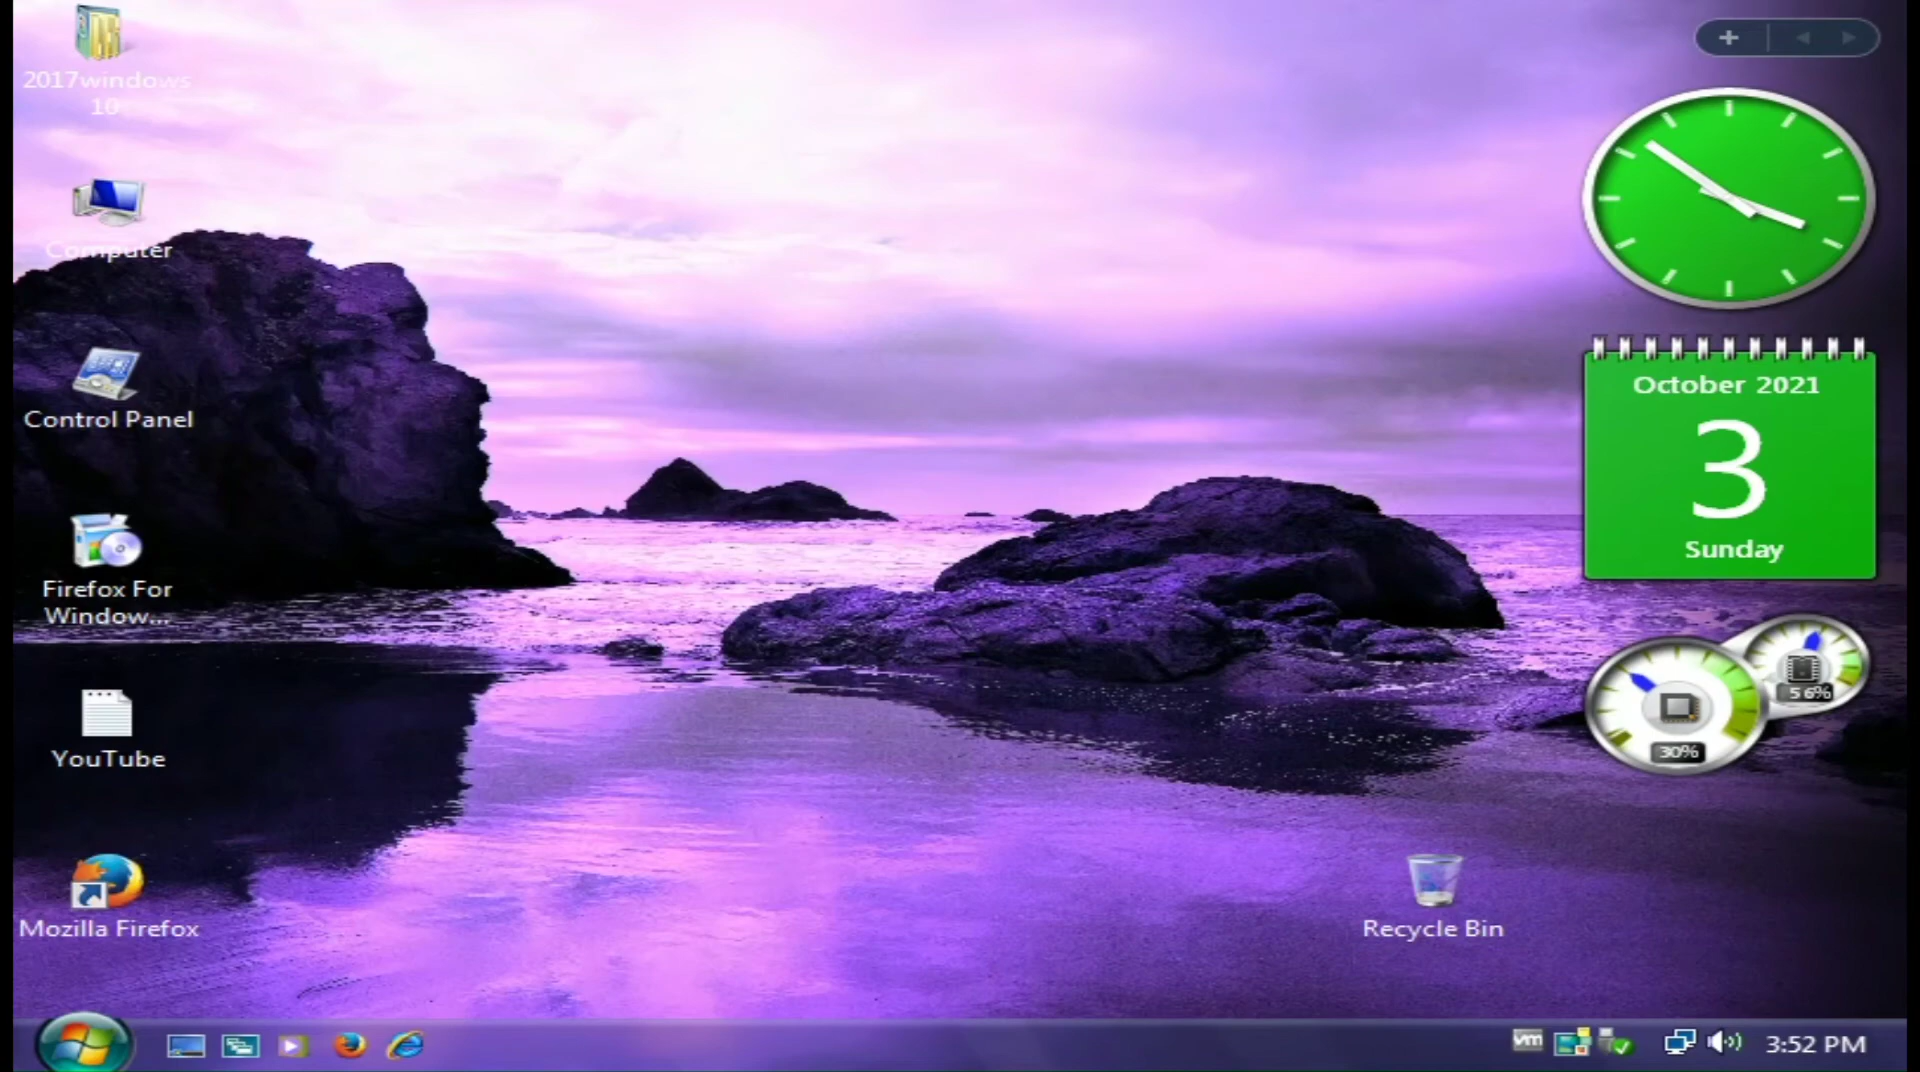 2017windows
10
Computer
Control Panel
Firefox For
Window...
YouTube
Mozilla Firefox
October 2021
3
Sunday
56%
30%
Recycle Bin
vm
3:52 PM